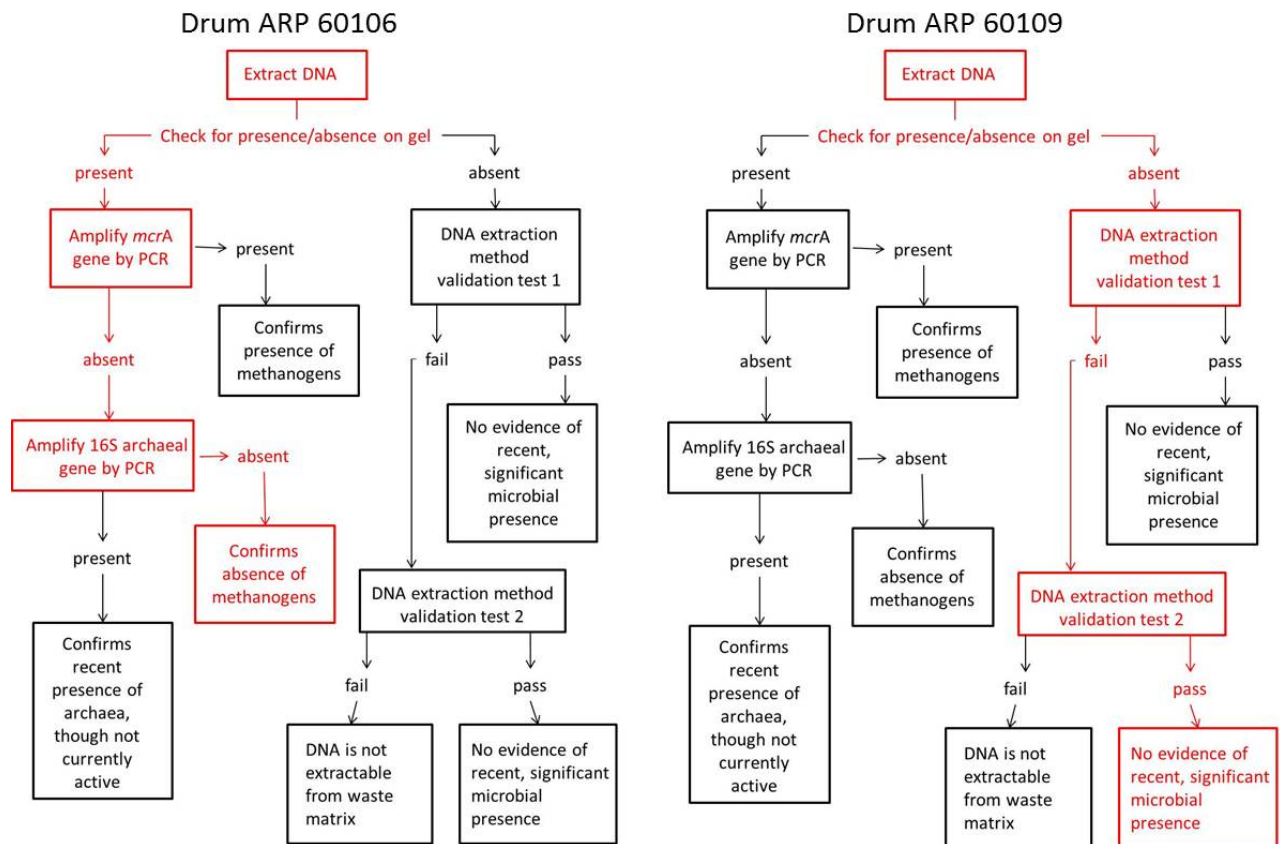 Drum ARP 60106
Extract DNA
Check for presence/absence on gel
present
absent
Amplify mcrA
gene by PCR
present
DNA extraction
method
validation test 1
Confirms
presence of
methanogens
absent
fail
pass
Amplify 16S archaeal
gene by PCR
absent
No evidence of
recent,
significant
microbial
presence
present
Confirms
absence of
methanogens
DNA extraction method
validation test 2
Confirms
recent
presence of
archaea,
though not
currently
active
fail
pass
DNA is not
extractable
from waste
matrix
No evidence of
recent, significant
microbial
presence
Drum ARP 60109
Extract DNA
Check for presence/absence on gel
present
absent
Amplify mcrA
gene by PCR
present
DNA extraction
method
validation test 1
Confirms
presence of
methanogens
absent
fail
pass
Amplify 16S archaeal
gene by PCR
absent
No evidence of
recent,
significant
microbial
presence
present
Confirms
absence of
methanogens
DNA extraction method
validation test 2
Confirms
recent
presence of
archaea,
though not
currently
active
fail
pass
DNA is not
extractable
from waste
matrix
No evidence of
recent, significant
microbial
presence